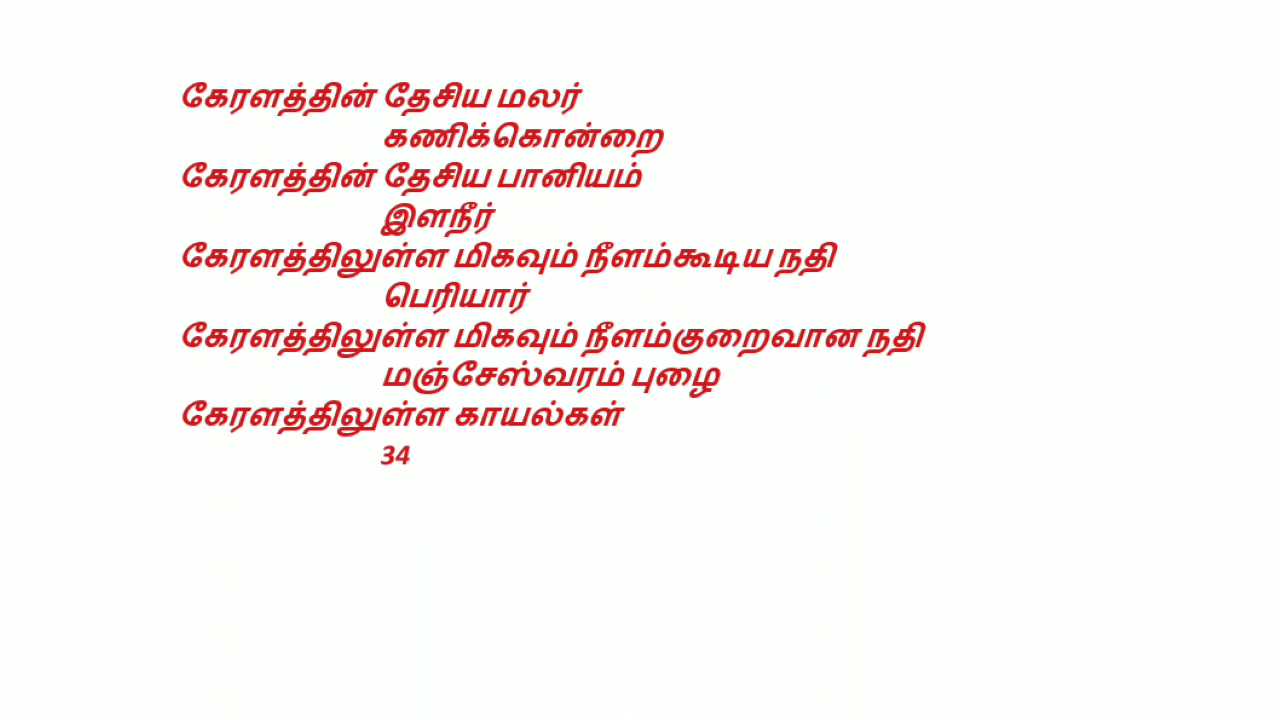 கேரளத்தின் தேசிய மலர்
கணிக்கொன்றை
கேரளத்தின் தேசிய பானியம்
இளநீர்
கேரளத்திலுள்ள மிகவும் நீளம்கூடிய நதி
பெரியார்
கேரளத்திலுள்ள மிகவும் நீளம்குறைவான நதி
மஞ்சேஸ்வரம் புழை
கேரளத்திலுள்ள காயல்கள்
34